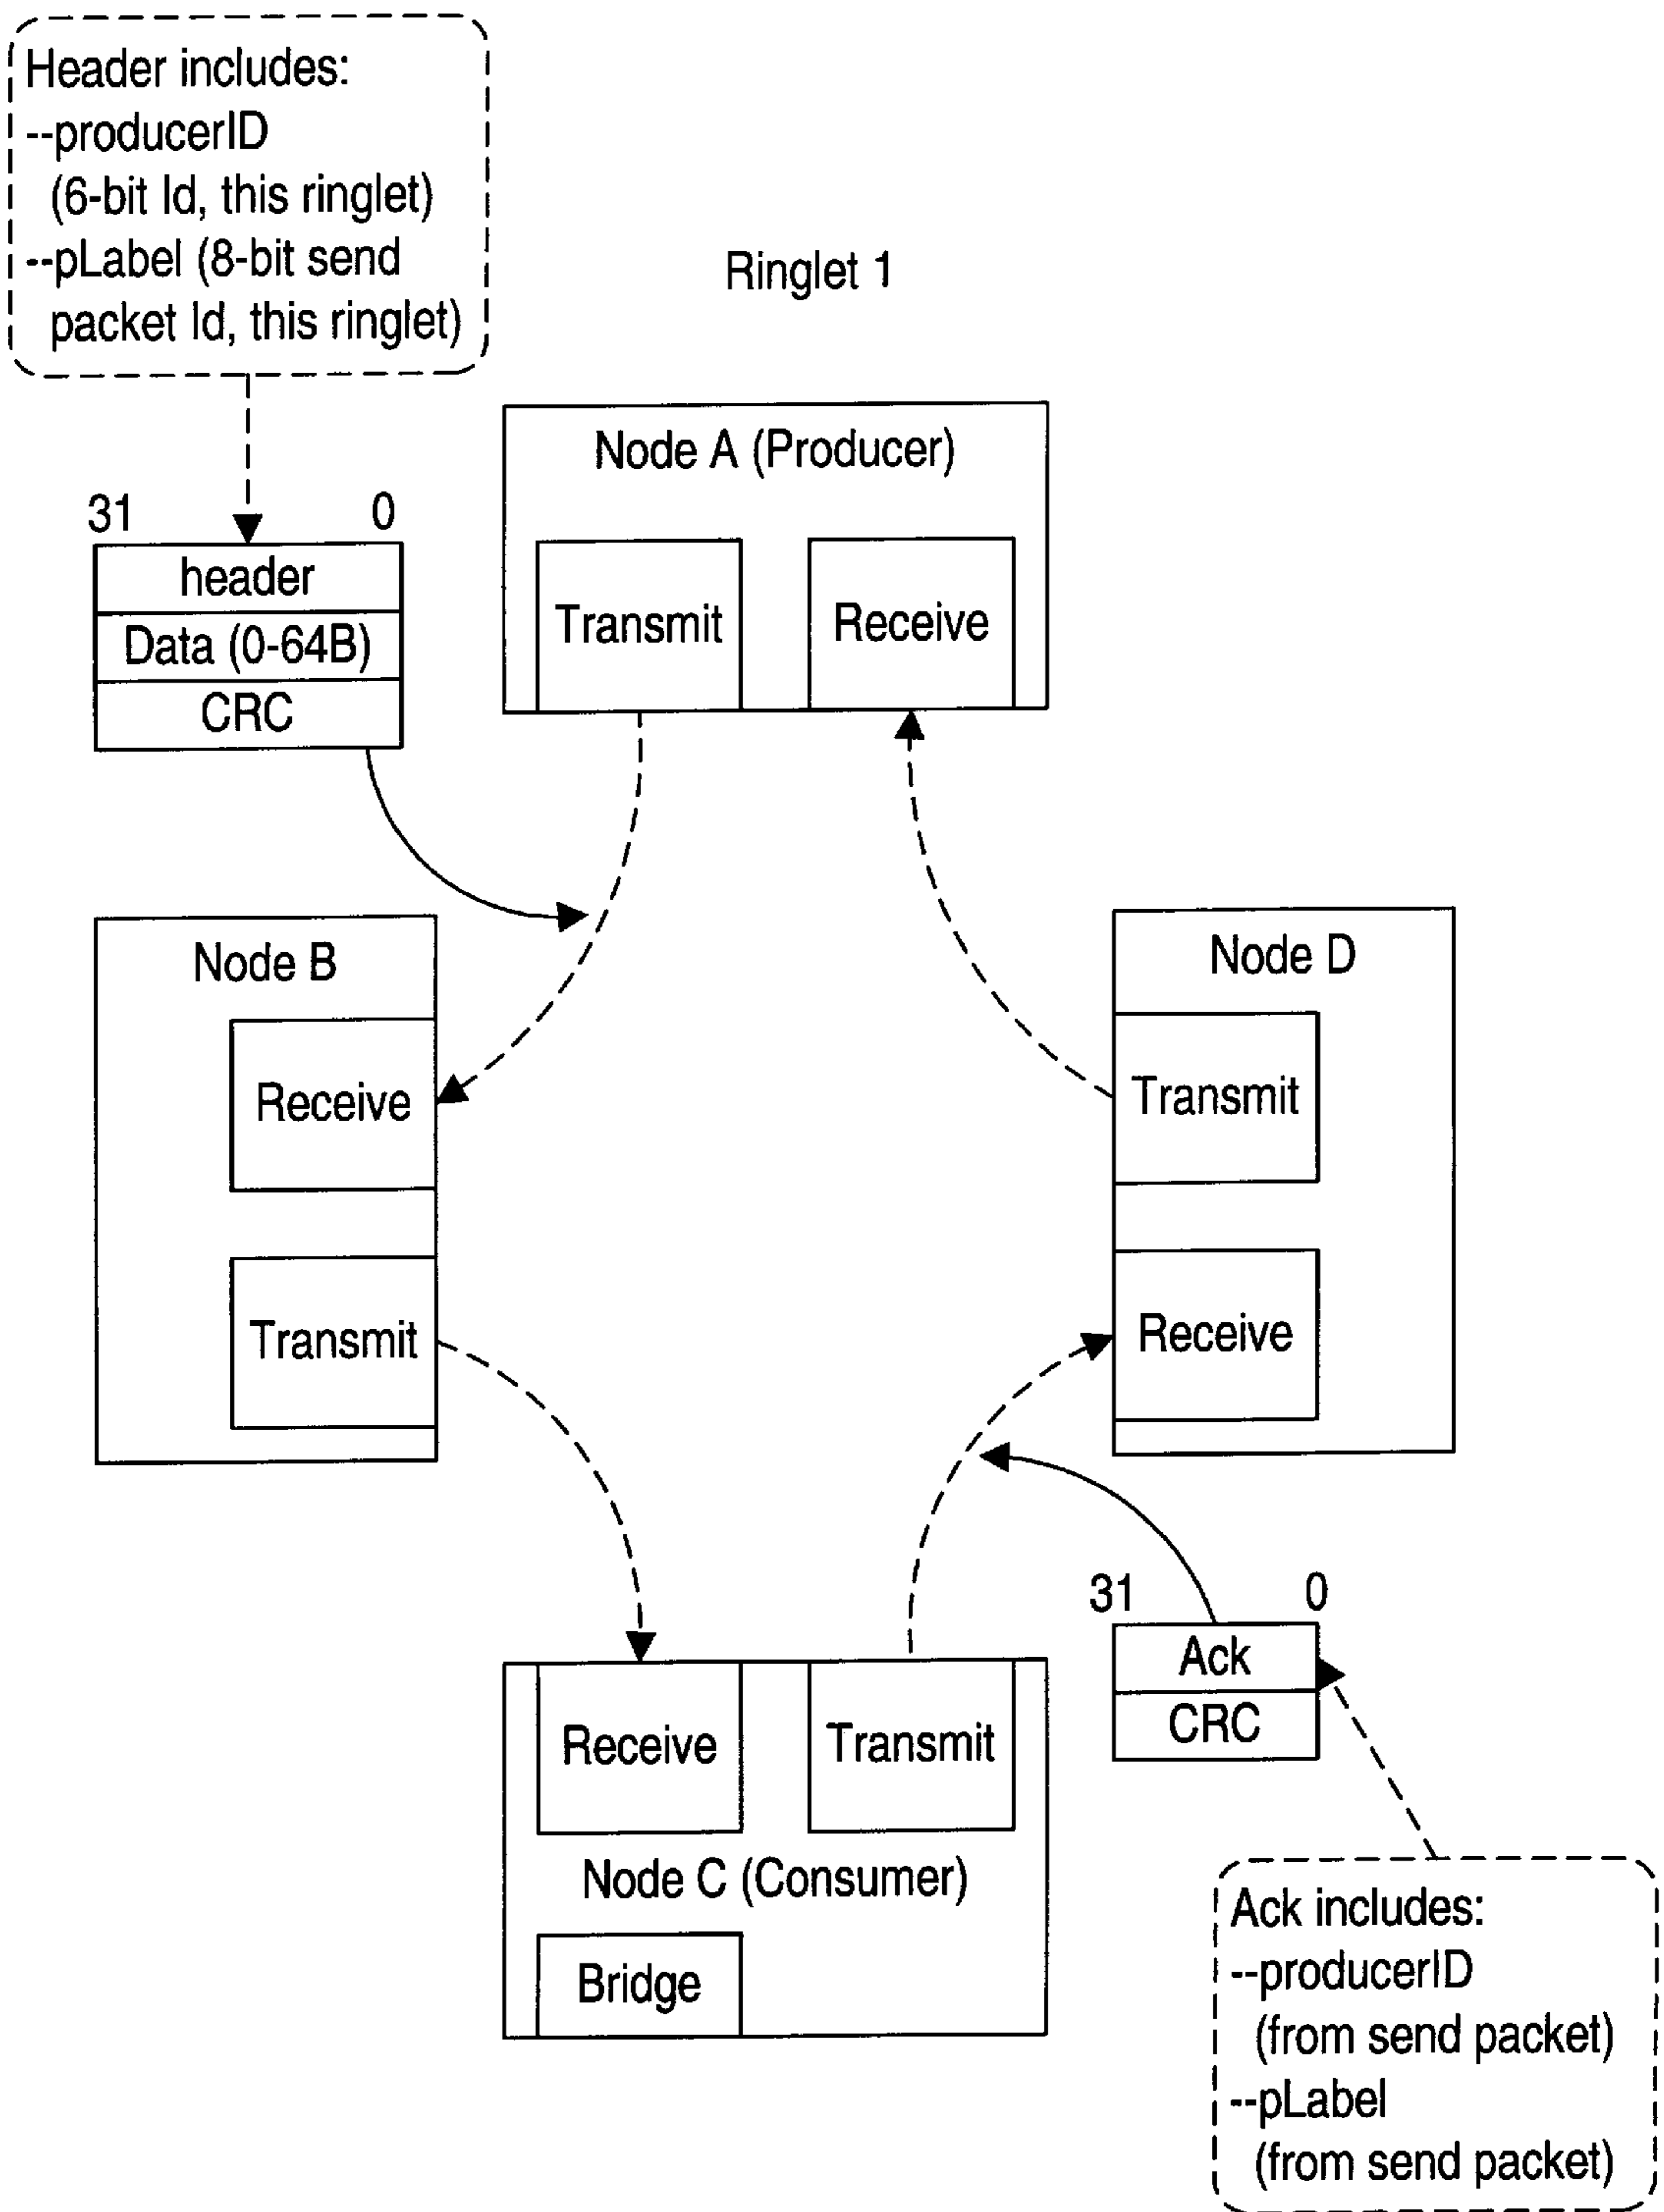 Header includes:
--producerID
(6-bit Id, this ringlet)
--pLabel (8-bit send
packet Id, this ringlet)
Ringlet 1
Node A (Producer)
Transmit
Receive
31
0
header
Data (0-64B)
CRC
Node B
Receive
Transmit
Node D
Transmit
Receive
31
0
Ack
CRC
Receive
Transmit
Node C (Consumer)
Bridge
Ack includes:
--producerID
(from send packet)
--pLabel
(from send packet)